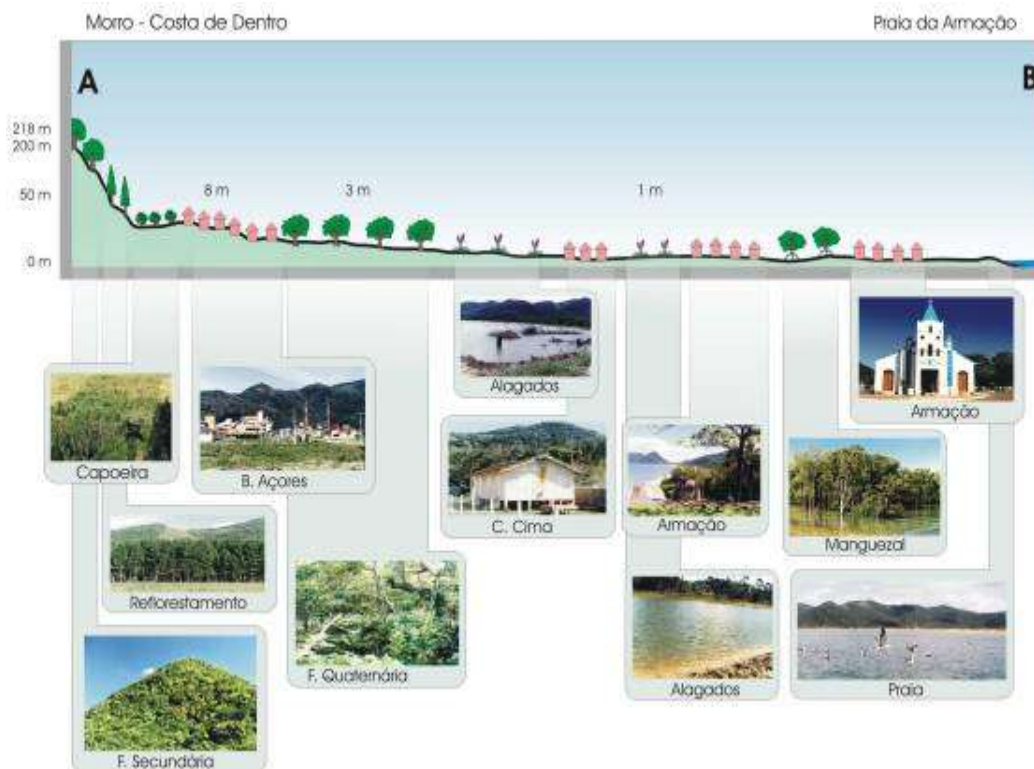 Morro - Costa de Dentro
Praia da Armação
A
B
218 m
200 m
50 m
0 m
8 m
3 m
1 m
Alagados
Armação
Capoeira
B. Açores
C. Cima
Armação
Manguezal
Reflorestamento
F. Quaternária
Alagados
Praia
F. Secundária